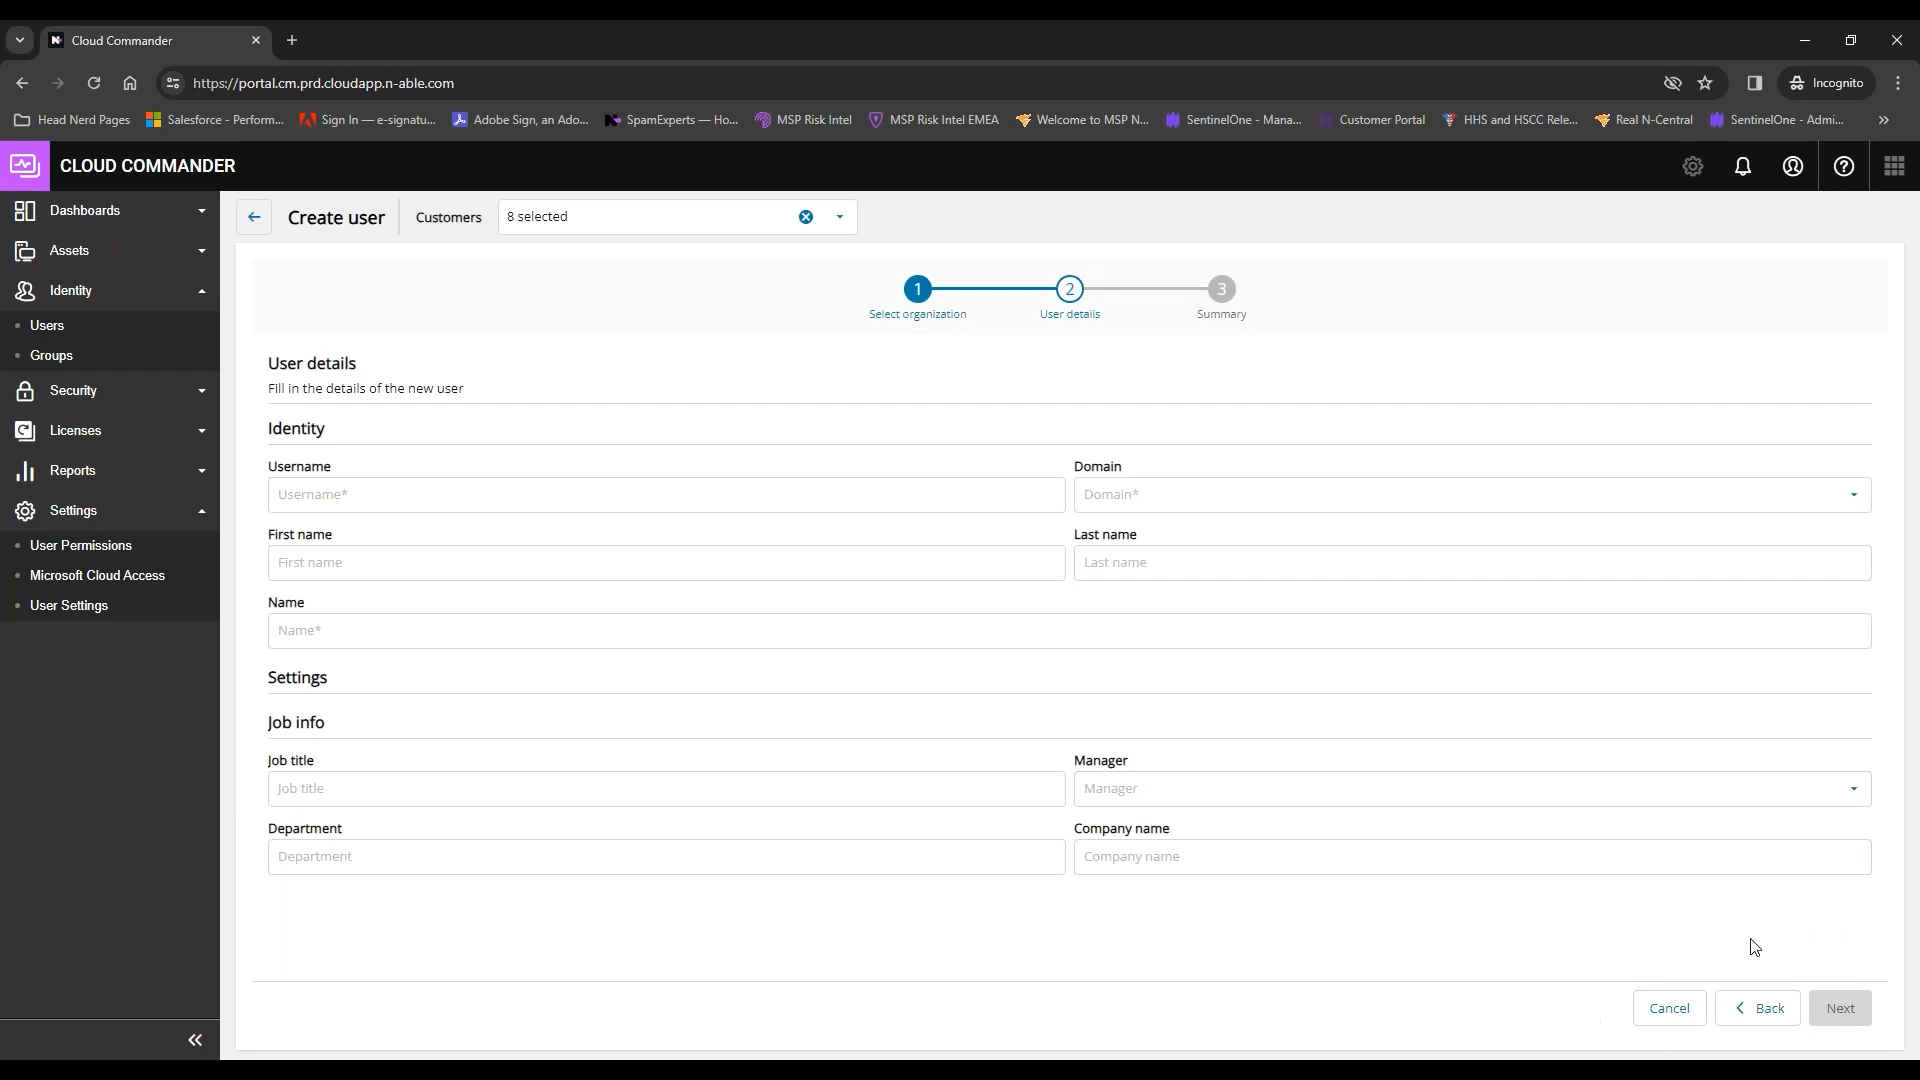 Cloud Commander
https://portal.cm.prd.cloudapp.n-able.com
Incognito
Head Nerd Pages
Salesforce - Perform...
Sign In — e-signatu...
Adobe Sign, an Ado...
SpamExperts — Ho...
MSP Risk Intel
MSP Risk Intel EMEA
Welcome to MSP N...
SentinelOne - Mana...
Customer Portal
HHS and HSCC Rele...
Real N-Central
SentinelOne - Admi...
CLOUD COMMANDER
Dashboards
Assets
Identity
Users
Groups
Security
Licenses
Reports
Settings
User Permissions
Microsoft Cloud Access
User Settings
Create user
Customers
8 selected
1
2
3
Select organization
User details
Summary
User details
Fill in the details of the new user
Identity
Username
Domain
Username*
Domain*
First name
Last name
First name
Last name
Name
Name*
Settings
Job info
Job title
Manager
Job title
Manager
Department
Company name
Department
Company name
Cancel
Back
Next